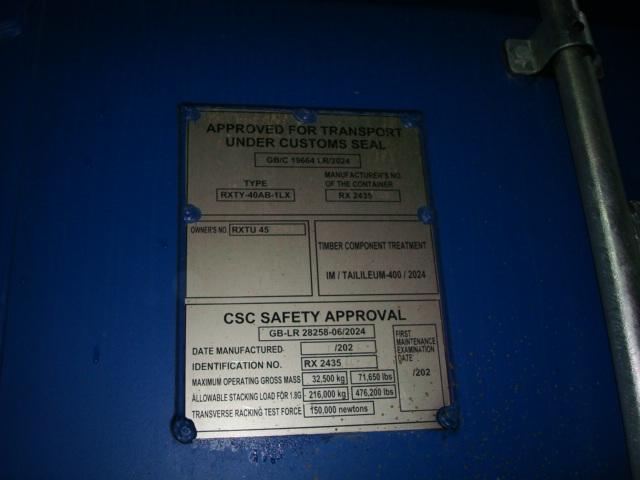 APPROVED FOR TRANSPORT
UNDER CUSTOMS SEAL
GB/C 19664 LR/2024
TYPE
RXTY-40AB-1LX
MANUFACTURER'S NO.
OF THE CONTAINER
RX 2435
OWNER'S NO. RXTU 45
TIMBER COMPONENT TREATMENT
IM / TAILILEUM-400 / 2024
CSC SAFETY APPROVAL
GB-LR 28258-06/2024
DATE MANUFACTURED /202
IDENTIFICATION NO. RX 2435
MAXIMUM OPERATING GROSS MASS 32,500 kg 71,650 lbs
ALLOWABLE STACKING LOAD FOR 1.8G 216,000 kg 476,200 lbs
TRANSVERSE RACKING TEST FORCE 150,000 newtons
FIRST
MAINTENANCE
EXAMINATION
DATE
/202